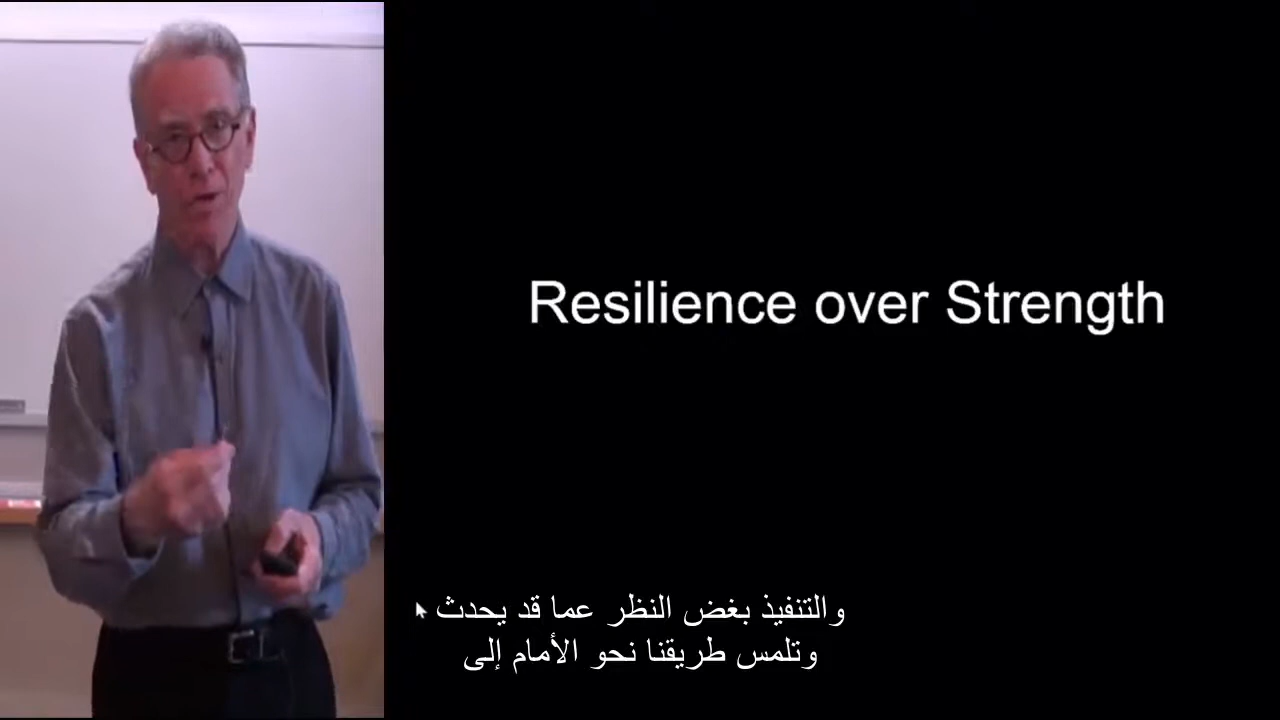 Resilience over Strength
والتنفيذ بغض النظر عما قد يحدث
وتلمس طريقنا نحو الأمام إلى